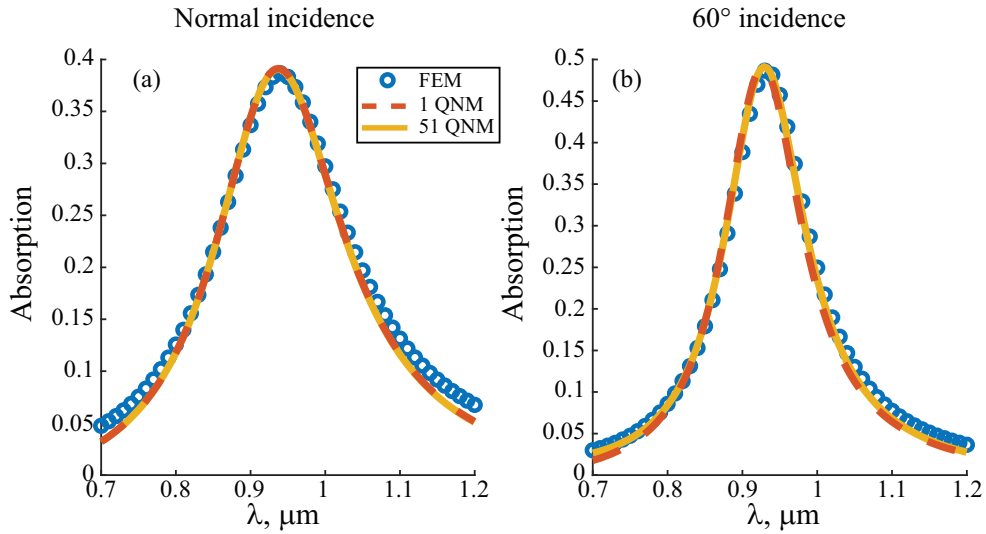 Normal incidence
60° incidence
(a)
FEM
1 QNM
51 QNM
(b)
Absorption
0.4
0.35
0.3
0.25
0.2
0.15
0.1
0.05
0
0.7 0.8 0.9 1 1.1 1.2
λ, μm
Absorption
0.5
0.45
0.4
0.35
0.3
0.25
0.2
0.15
0.1
0.05
0
0.7 0.8 0.9 1 1.1 1.2
λ, μm